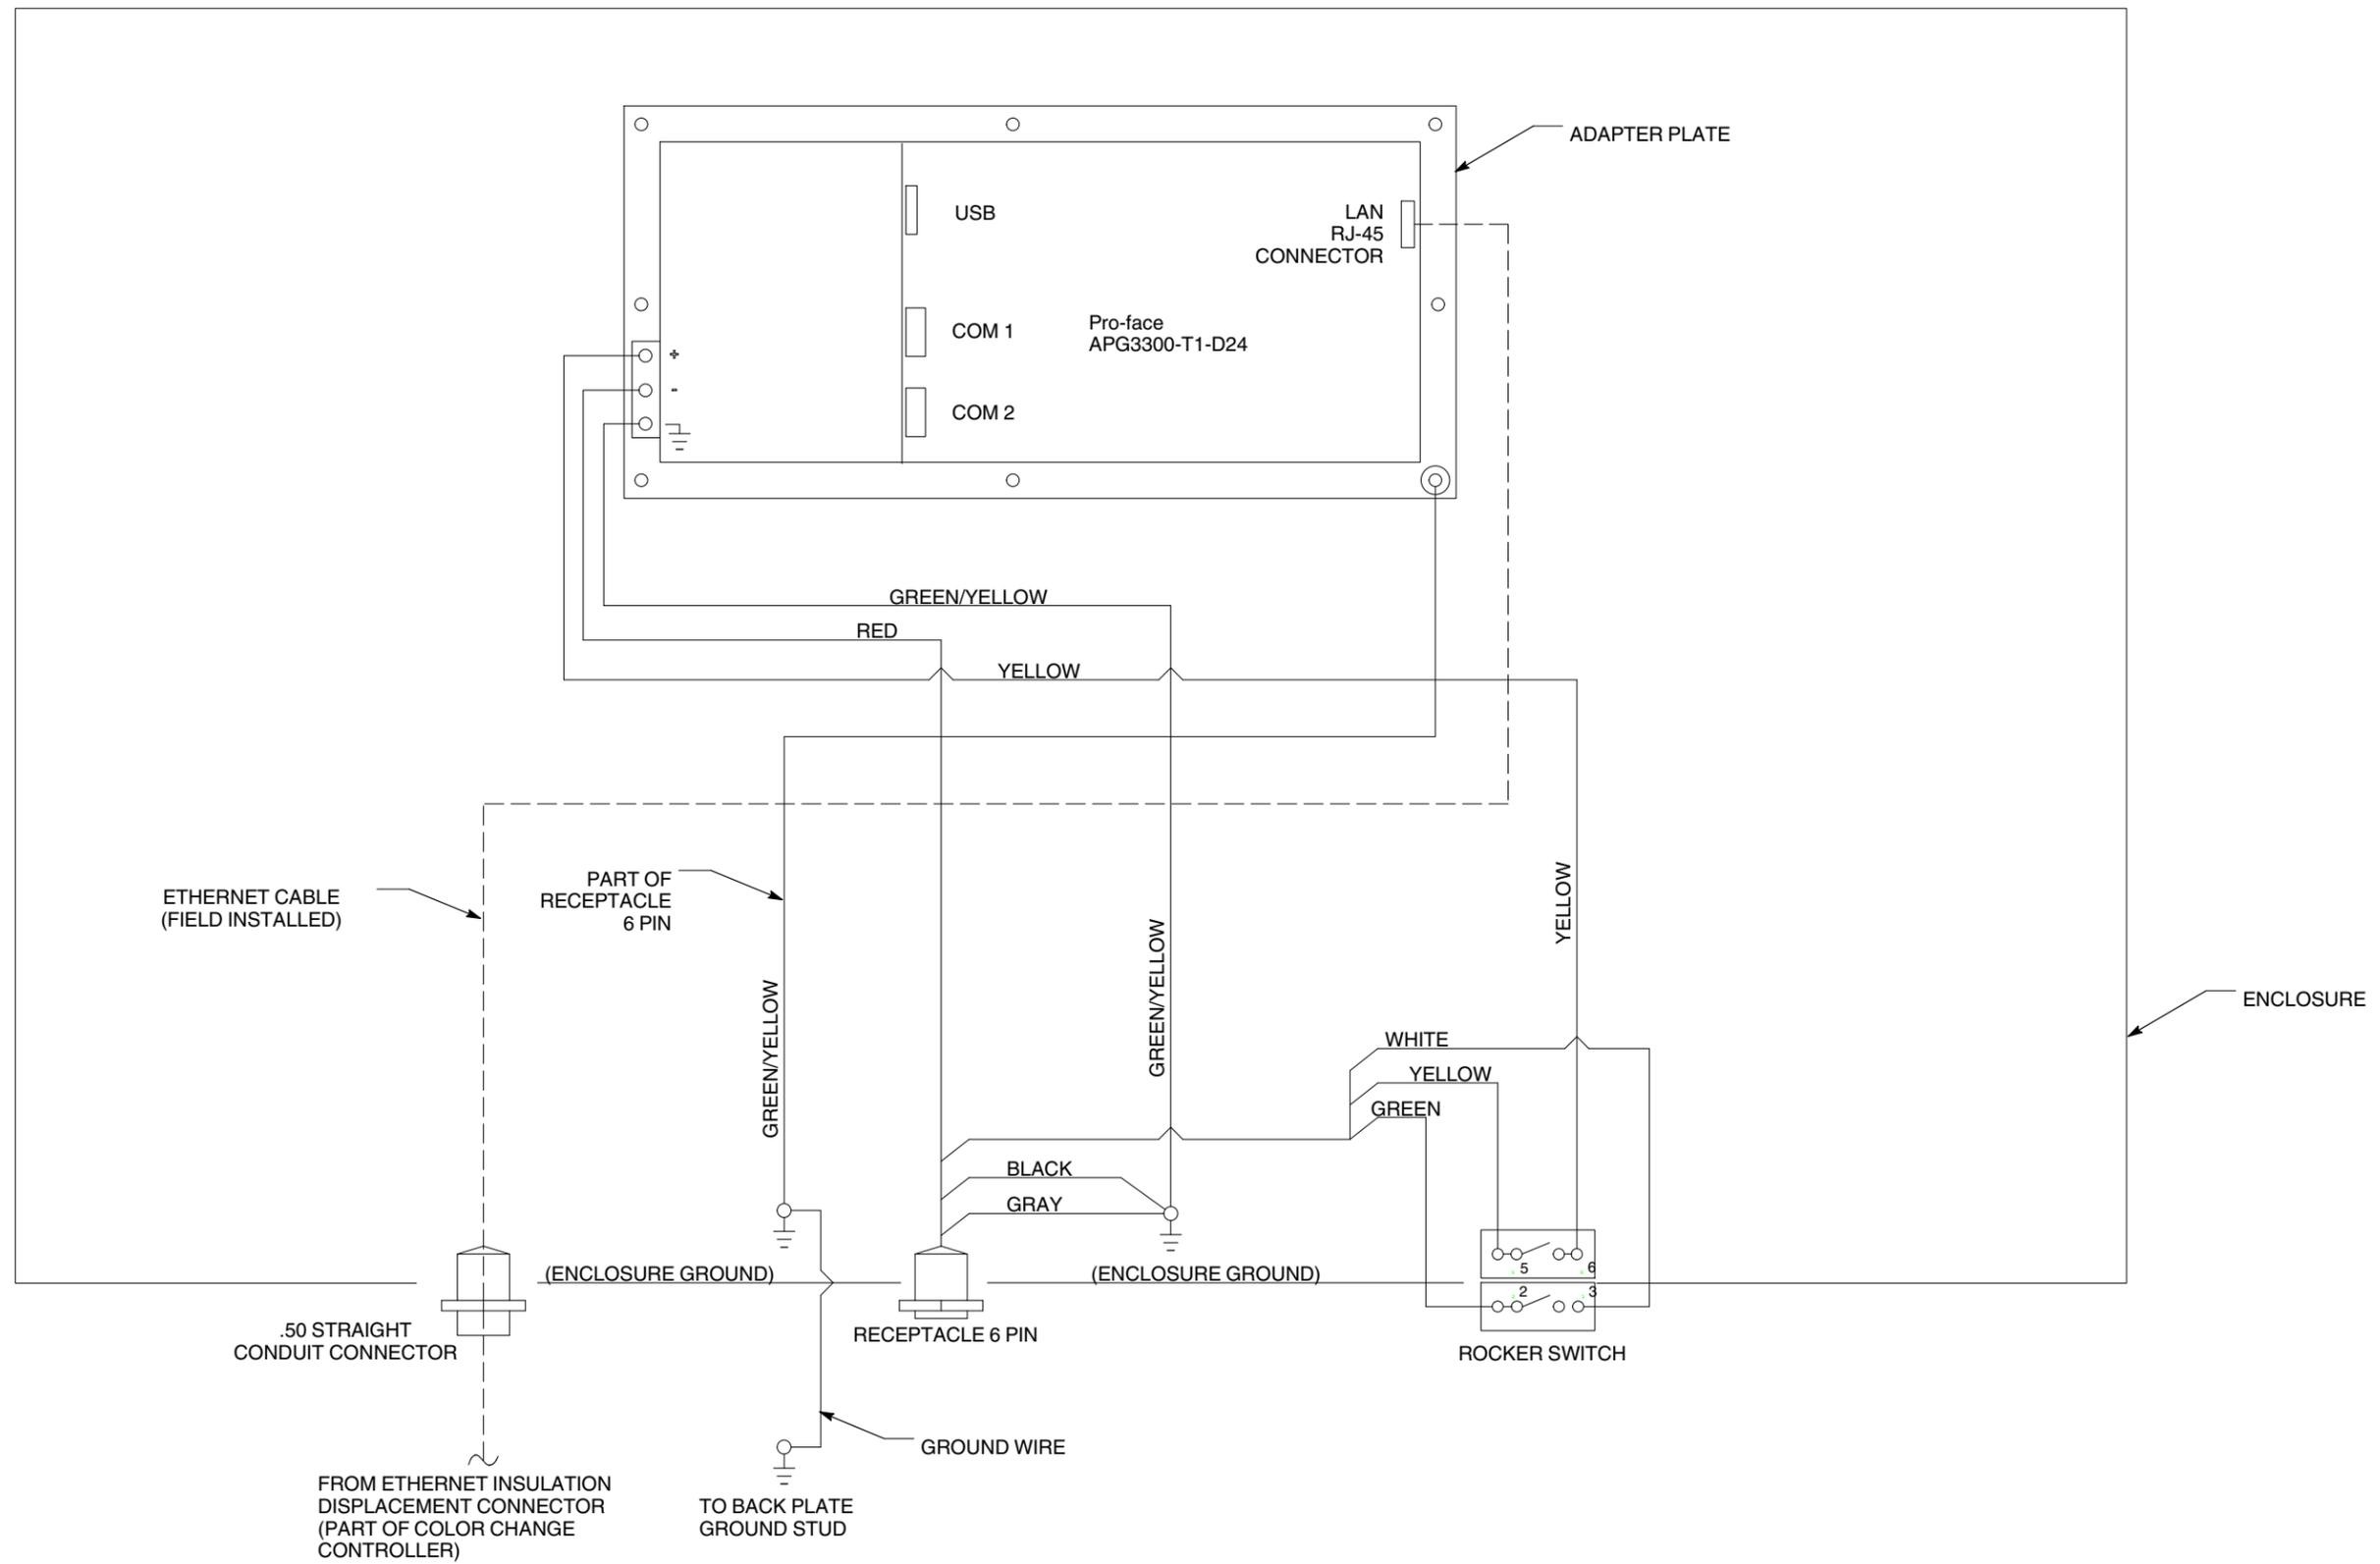 ADAPTER PLATE
USB
LAN
RJ-45
CONNECTOR
COM 1
Pro-face
APG3300-T1-D24
+
-
COM 2
GREEN/YELLOW
RED
YELLOW
ETHERNET CABLE
(FIELD INSTALLED)
PART OF
RECEPTACLE
6 PIN
YELLOW
GREEN/YELLOW
GREEN/YELLOW
ENCLOSURE
WHITE
YELLOW
GREEN
BLACK
GRAY
(ENCLOSURE GROUND)
(ENCLOSURE GROUND)
5
6
2
3
.50 STRAIGHT
CONDUIT CONNECTOR
RECEPTACLE 6 PIN
ROCKER SWITCH
GROUND WIRE
FROM ETHERNET INSULATION
DISPLACEMENT CONNECTOR
(PART OF COLOR CHANGE
CONTROLLER)
TO BACK PLATE
GROUND STUD